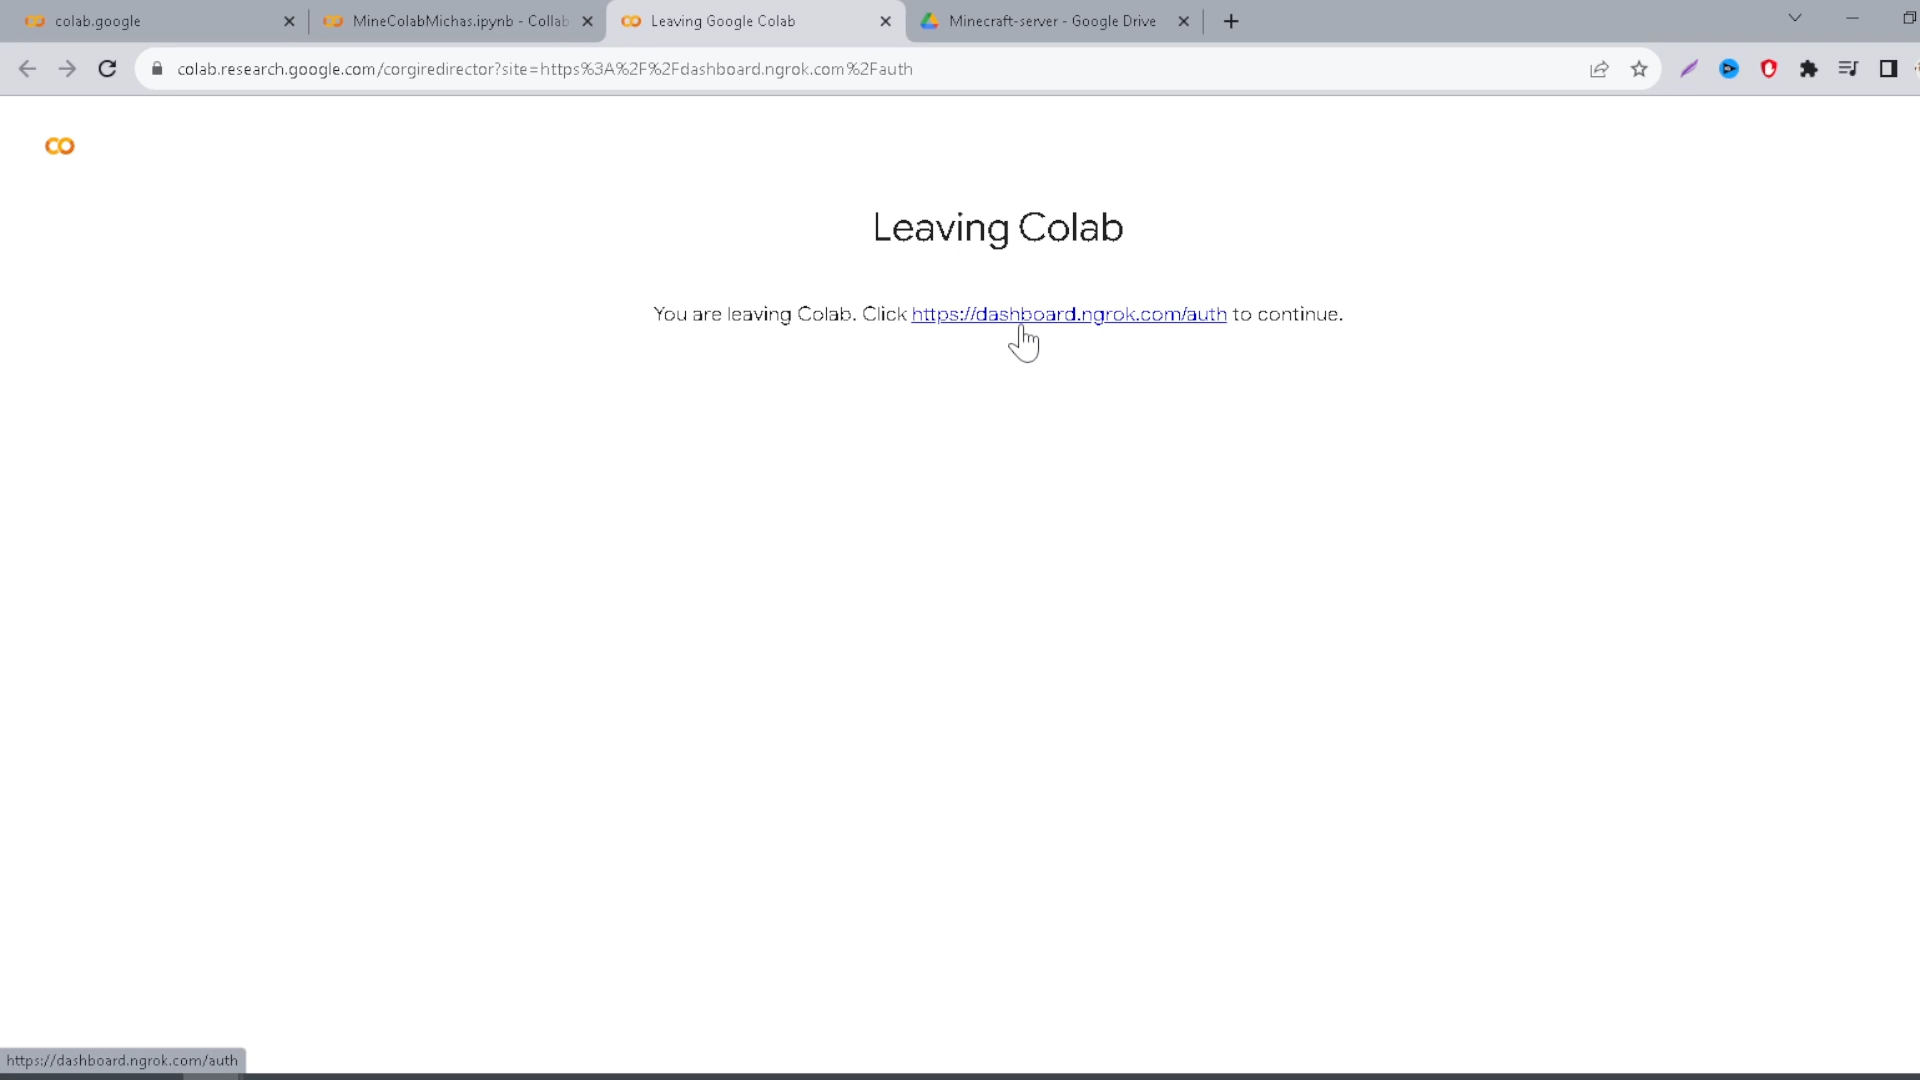 colab.google
MineColabMichas.ipynb - Collab
Leaving Google Colab
Minecraft-server - Google Drive
colab.research.google.com/corgiredirector?site=https%3A%2F%2Fdashboard.ngrok.com%2Fauth
Leaving Colab
You are leaving Colab. Click https://dashboard.ngrok.com/auth to continue.
https://dashboard.ngrok.com/auth